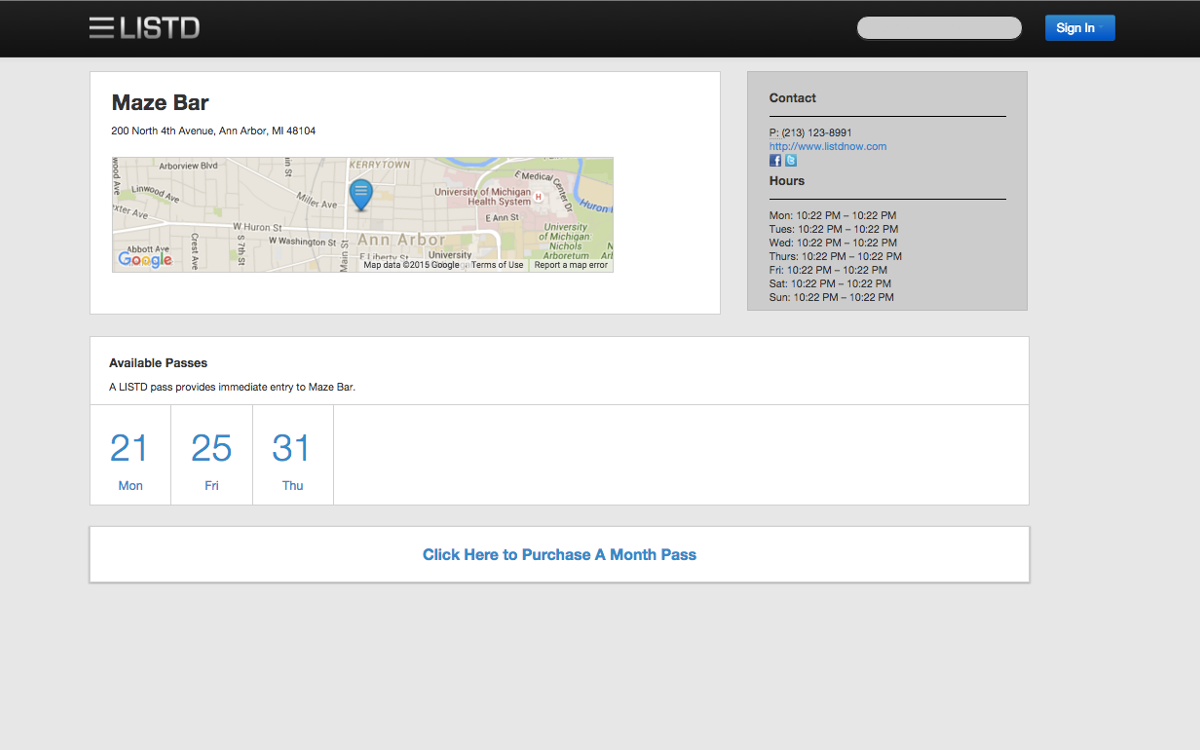 LISTD
Sign In
Maze Bar
200 North 4th Avenue, Ann Arbor, MI 48104
Arborview Blvd
KERRYTOWN
Linwood Ave
Miller Ave
E Medical Center Dr
University of Michigan
Health System
H
Huron
E Ann St
W Huron St
W Washington St
Ann Arbor
University
of Michigan
Nichols
Arboretum
Abbott Ave
Crest Ave
S 7th St
Main St
E Liberty St
University
Google
Map data ©2015 Google
Terms of Use
Report a map error
Contact
P: (213) 123-8991
http://www.listdnow.com
Hours
Mon: 10:22 PM – 10:22 PM
Tues: 10:22 PM – 10:22 PM
Wed: 10:22 PM – 10:22 PM
Thurs: 10:22 PM – 10:22 PM
Fri: 10:22 PM – 10:22 PM
Sat: 10:22 PM – 10:22 PM
Sun: 10:22 PM – 10:22 PM
Available Passes
A LISTD pass provides immediate entry to Maze Bar.
21
Mon
25
Fri
31
Thu
Click Here to Purchase A Month Pass